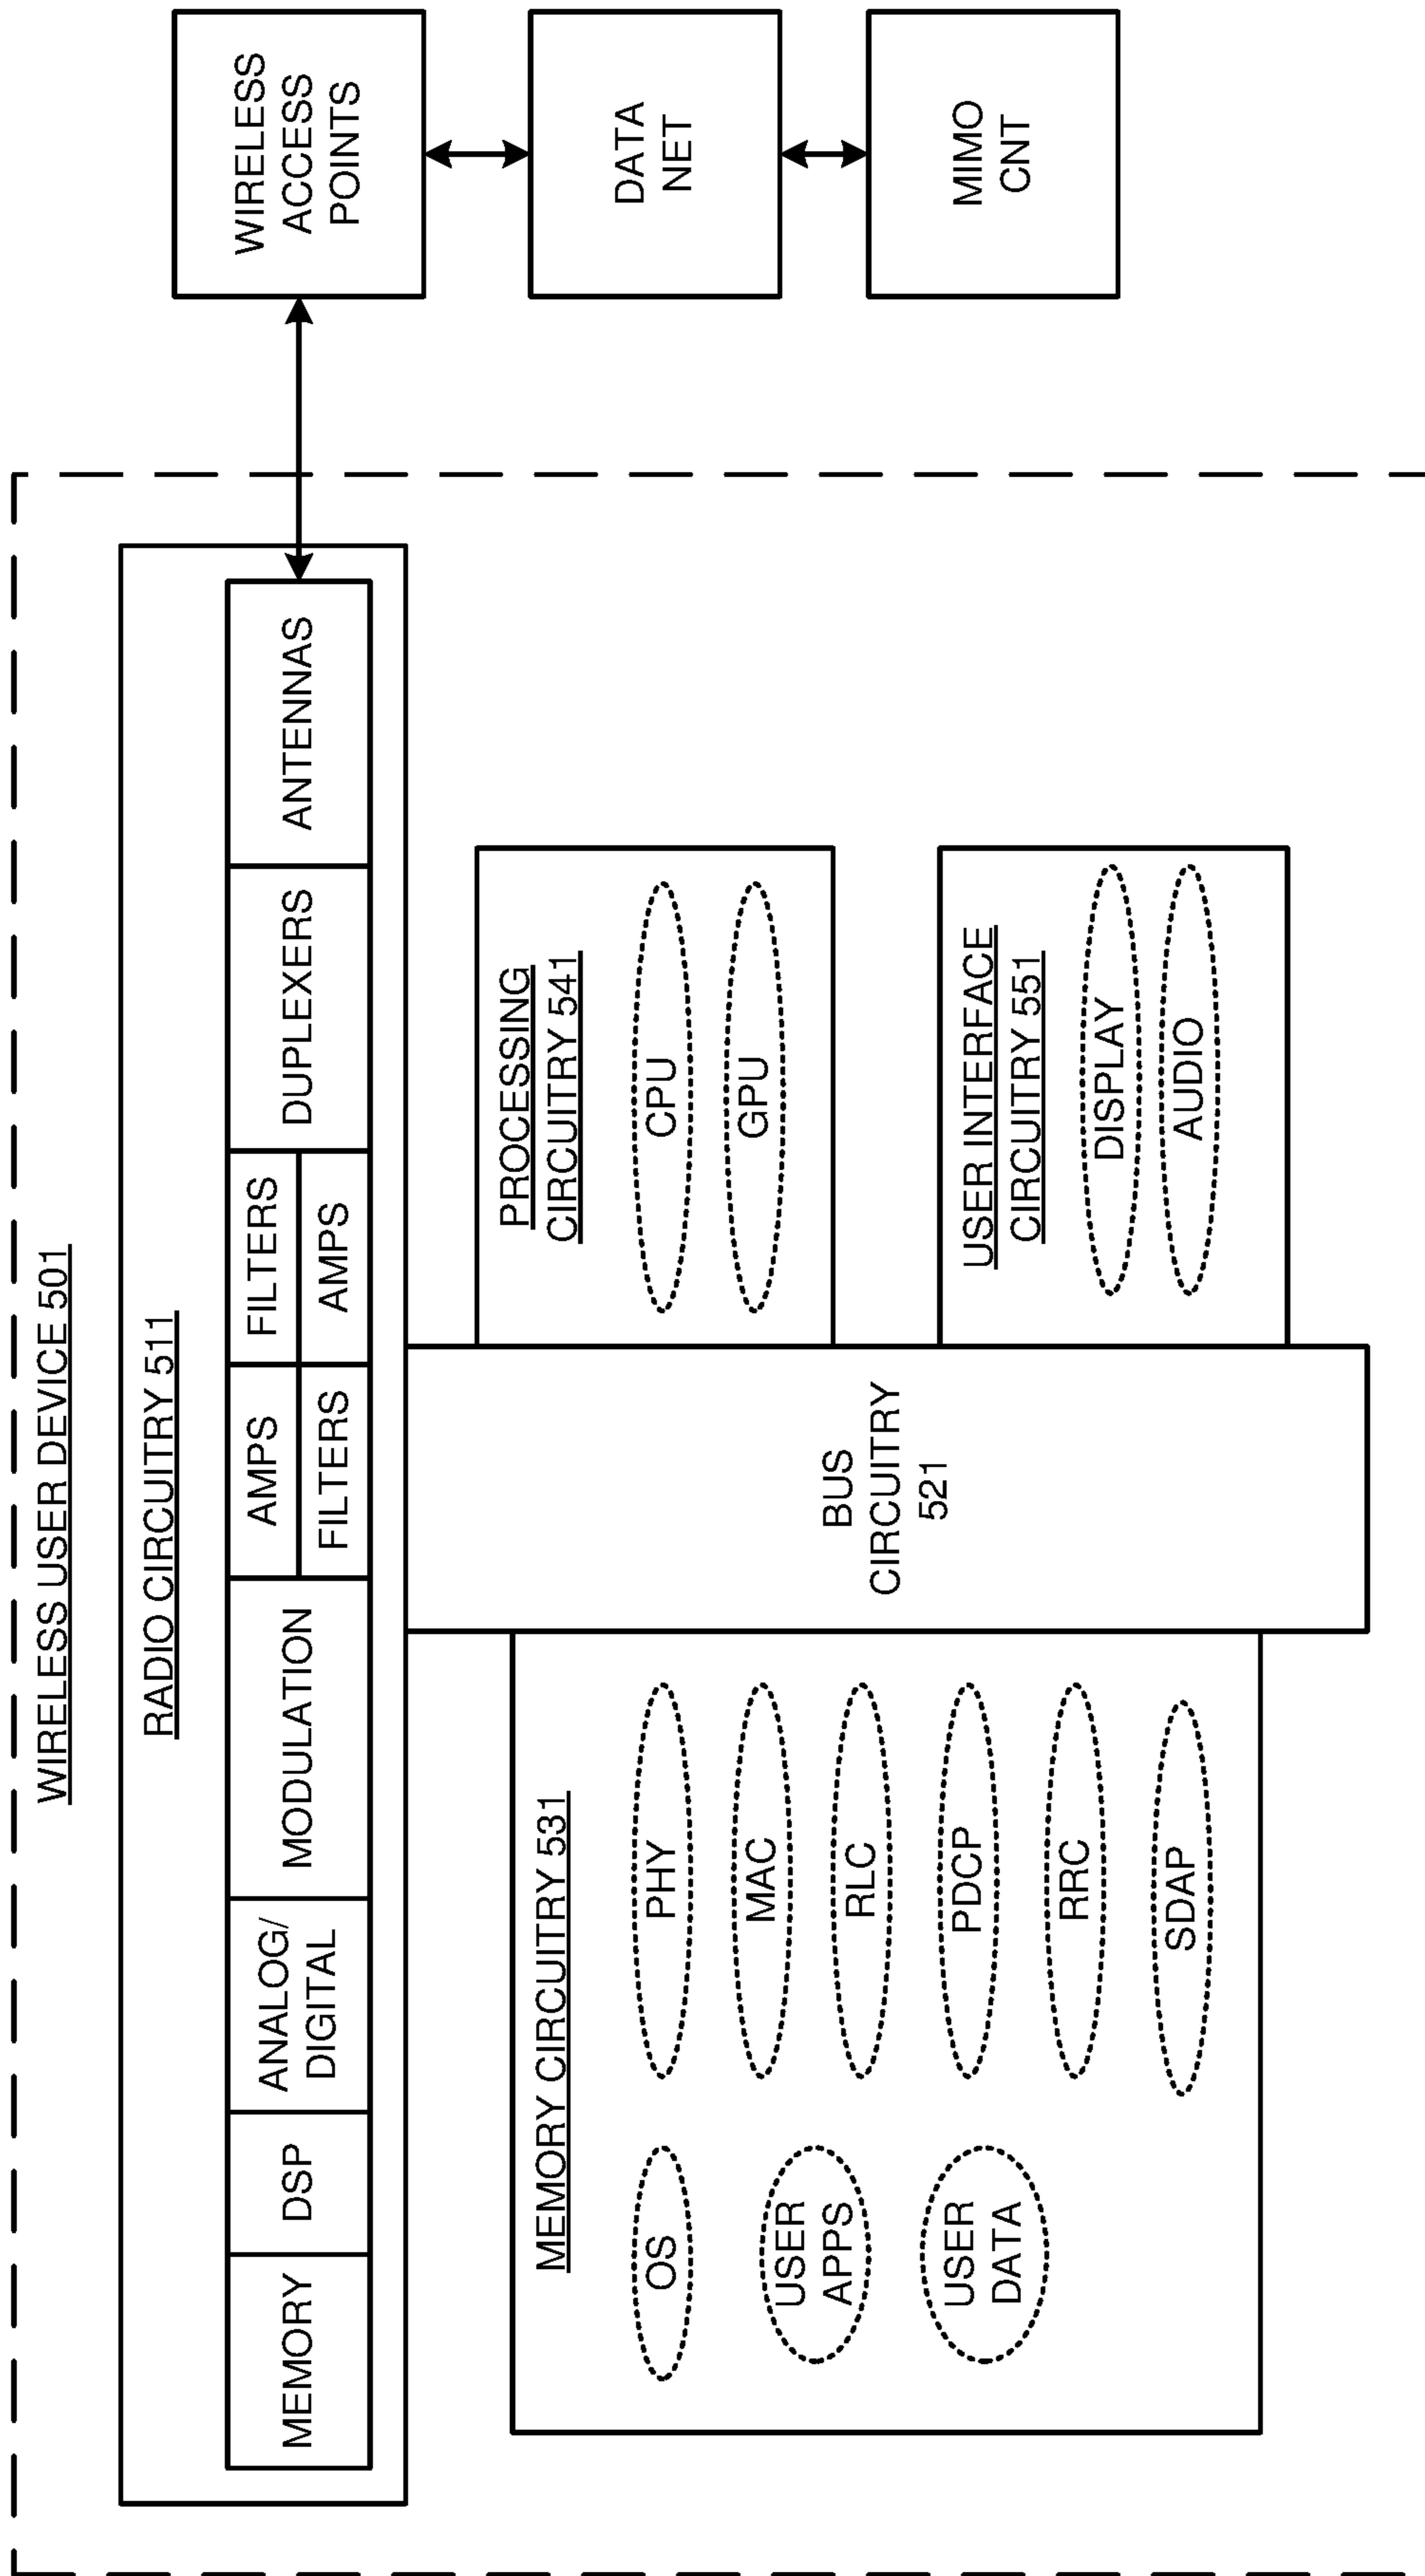 WIRELESS USER DEVICE 501
RADIO CIRCUITRY 511
MEMORY
DSP
ANALOG/
DIGITAL
MODULATION
AMPS
FILTERS
FILTERS
AMPS
DUPLEXERS
ANTENNAS
WIRELESS
ACCESS
POINTS
DATA
NET
MIMO
CNT
MEMORY CIRCUITRY 531
OS
USER
APPS
USER
DATA
PHY
MAC
RLC
PDCP
RRC
SDAP
BUS
CIRCUITRY
521
PROCESSING
CIRCUITRY 541
CPU
GPU
USER INTERFACE
CIRCUITRY 551
DISPLAY
AUDIO